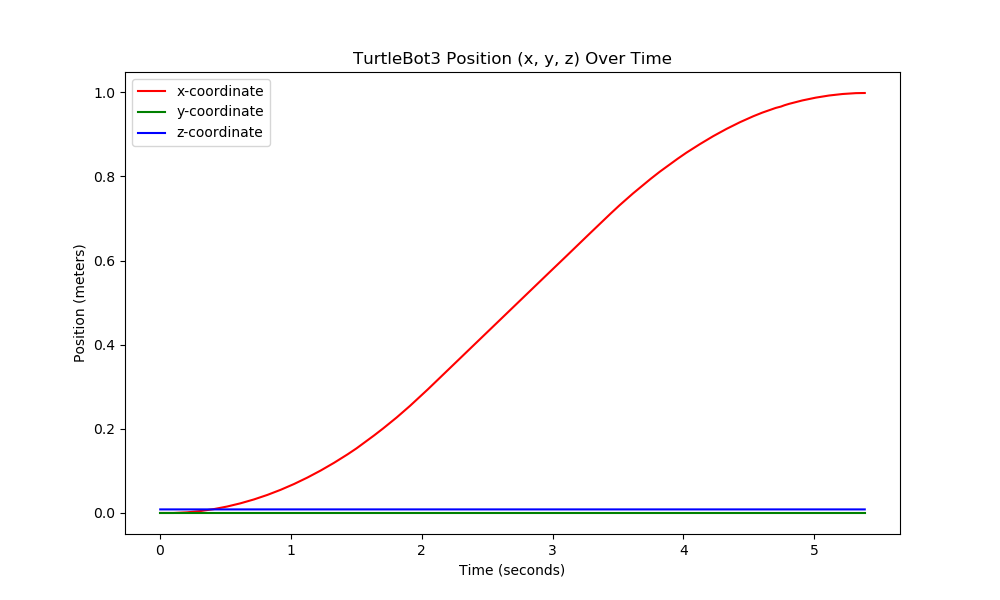 TurtleBot3 Position (x, y, z) Over Time
x-coordinate
y-coordinate
z-coordinate
Position (meters)
1.0
0.8
0.6
0.4
0.2
0.0
0 1 2 3 4 5
Time (seconds)